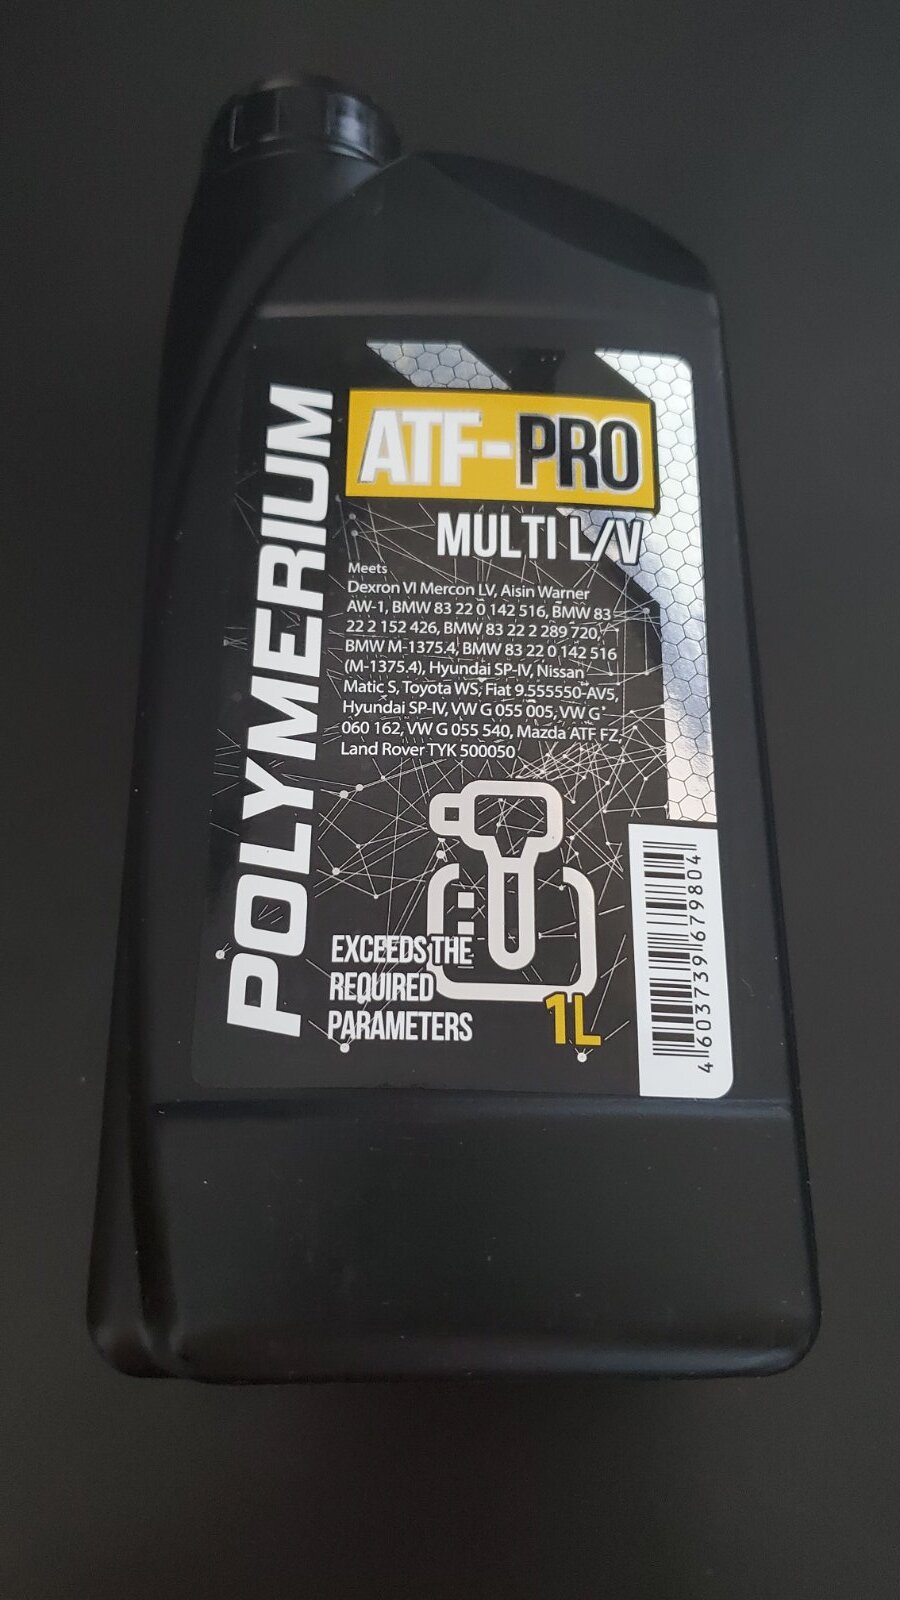 POLYMERIUM
ATF-PRO
MULTI L/V
Meets
Dexron VI Mercon LV, Aisin Warner
AW-1, BMW 83 22 0 142 516, BMW 83
22 2 152 426, BMW 83 22 2 289 720,
BMW M-1375.4, BMW 83 22 0 142 516
(M-1375.4), Hyundai SP-IV, Nissan
Matic S, Toyota WS, Fiat 9.555550-AV5,
Hyundai SP-IV, VW G 055 005, VW G
060 162, VW G 055 540, Mazda ATF FZ,
Land Rover TYK 500050
EXCEEDS THE
REQUIRED
PARAMETERS
1L
4 603739 679804